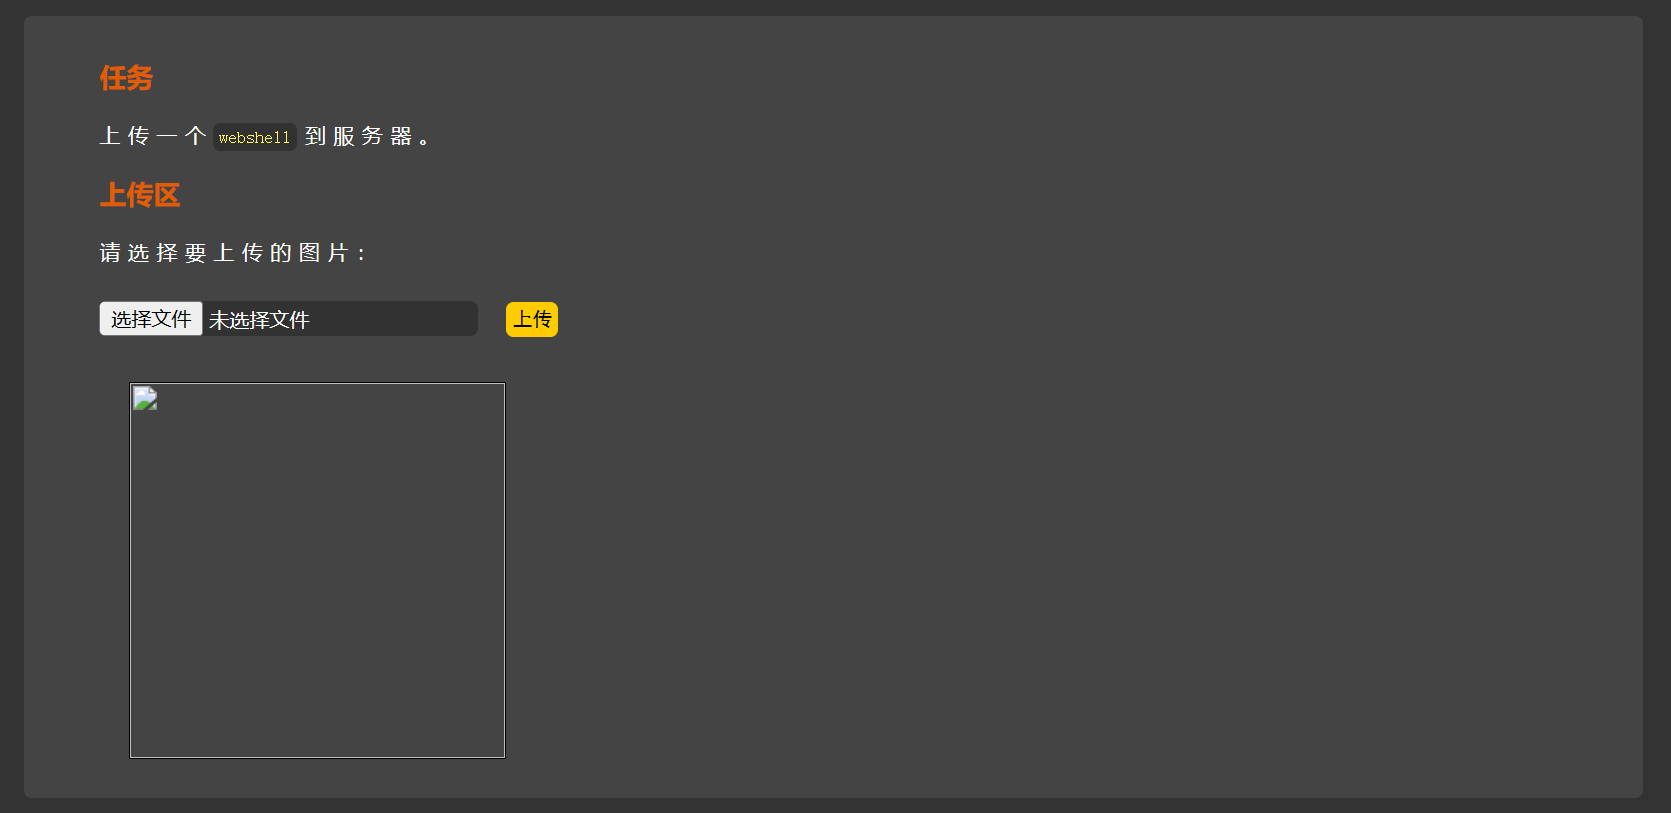 任务
上传一个 webshell 到服务器。
上传区
请选择要上传的图片：
选择文件 未选择文件 上传